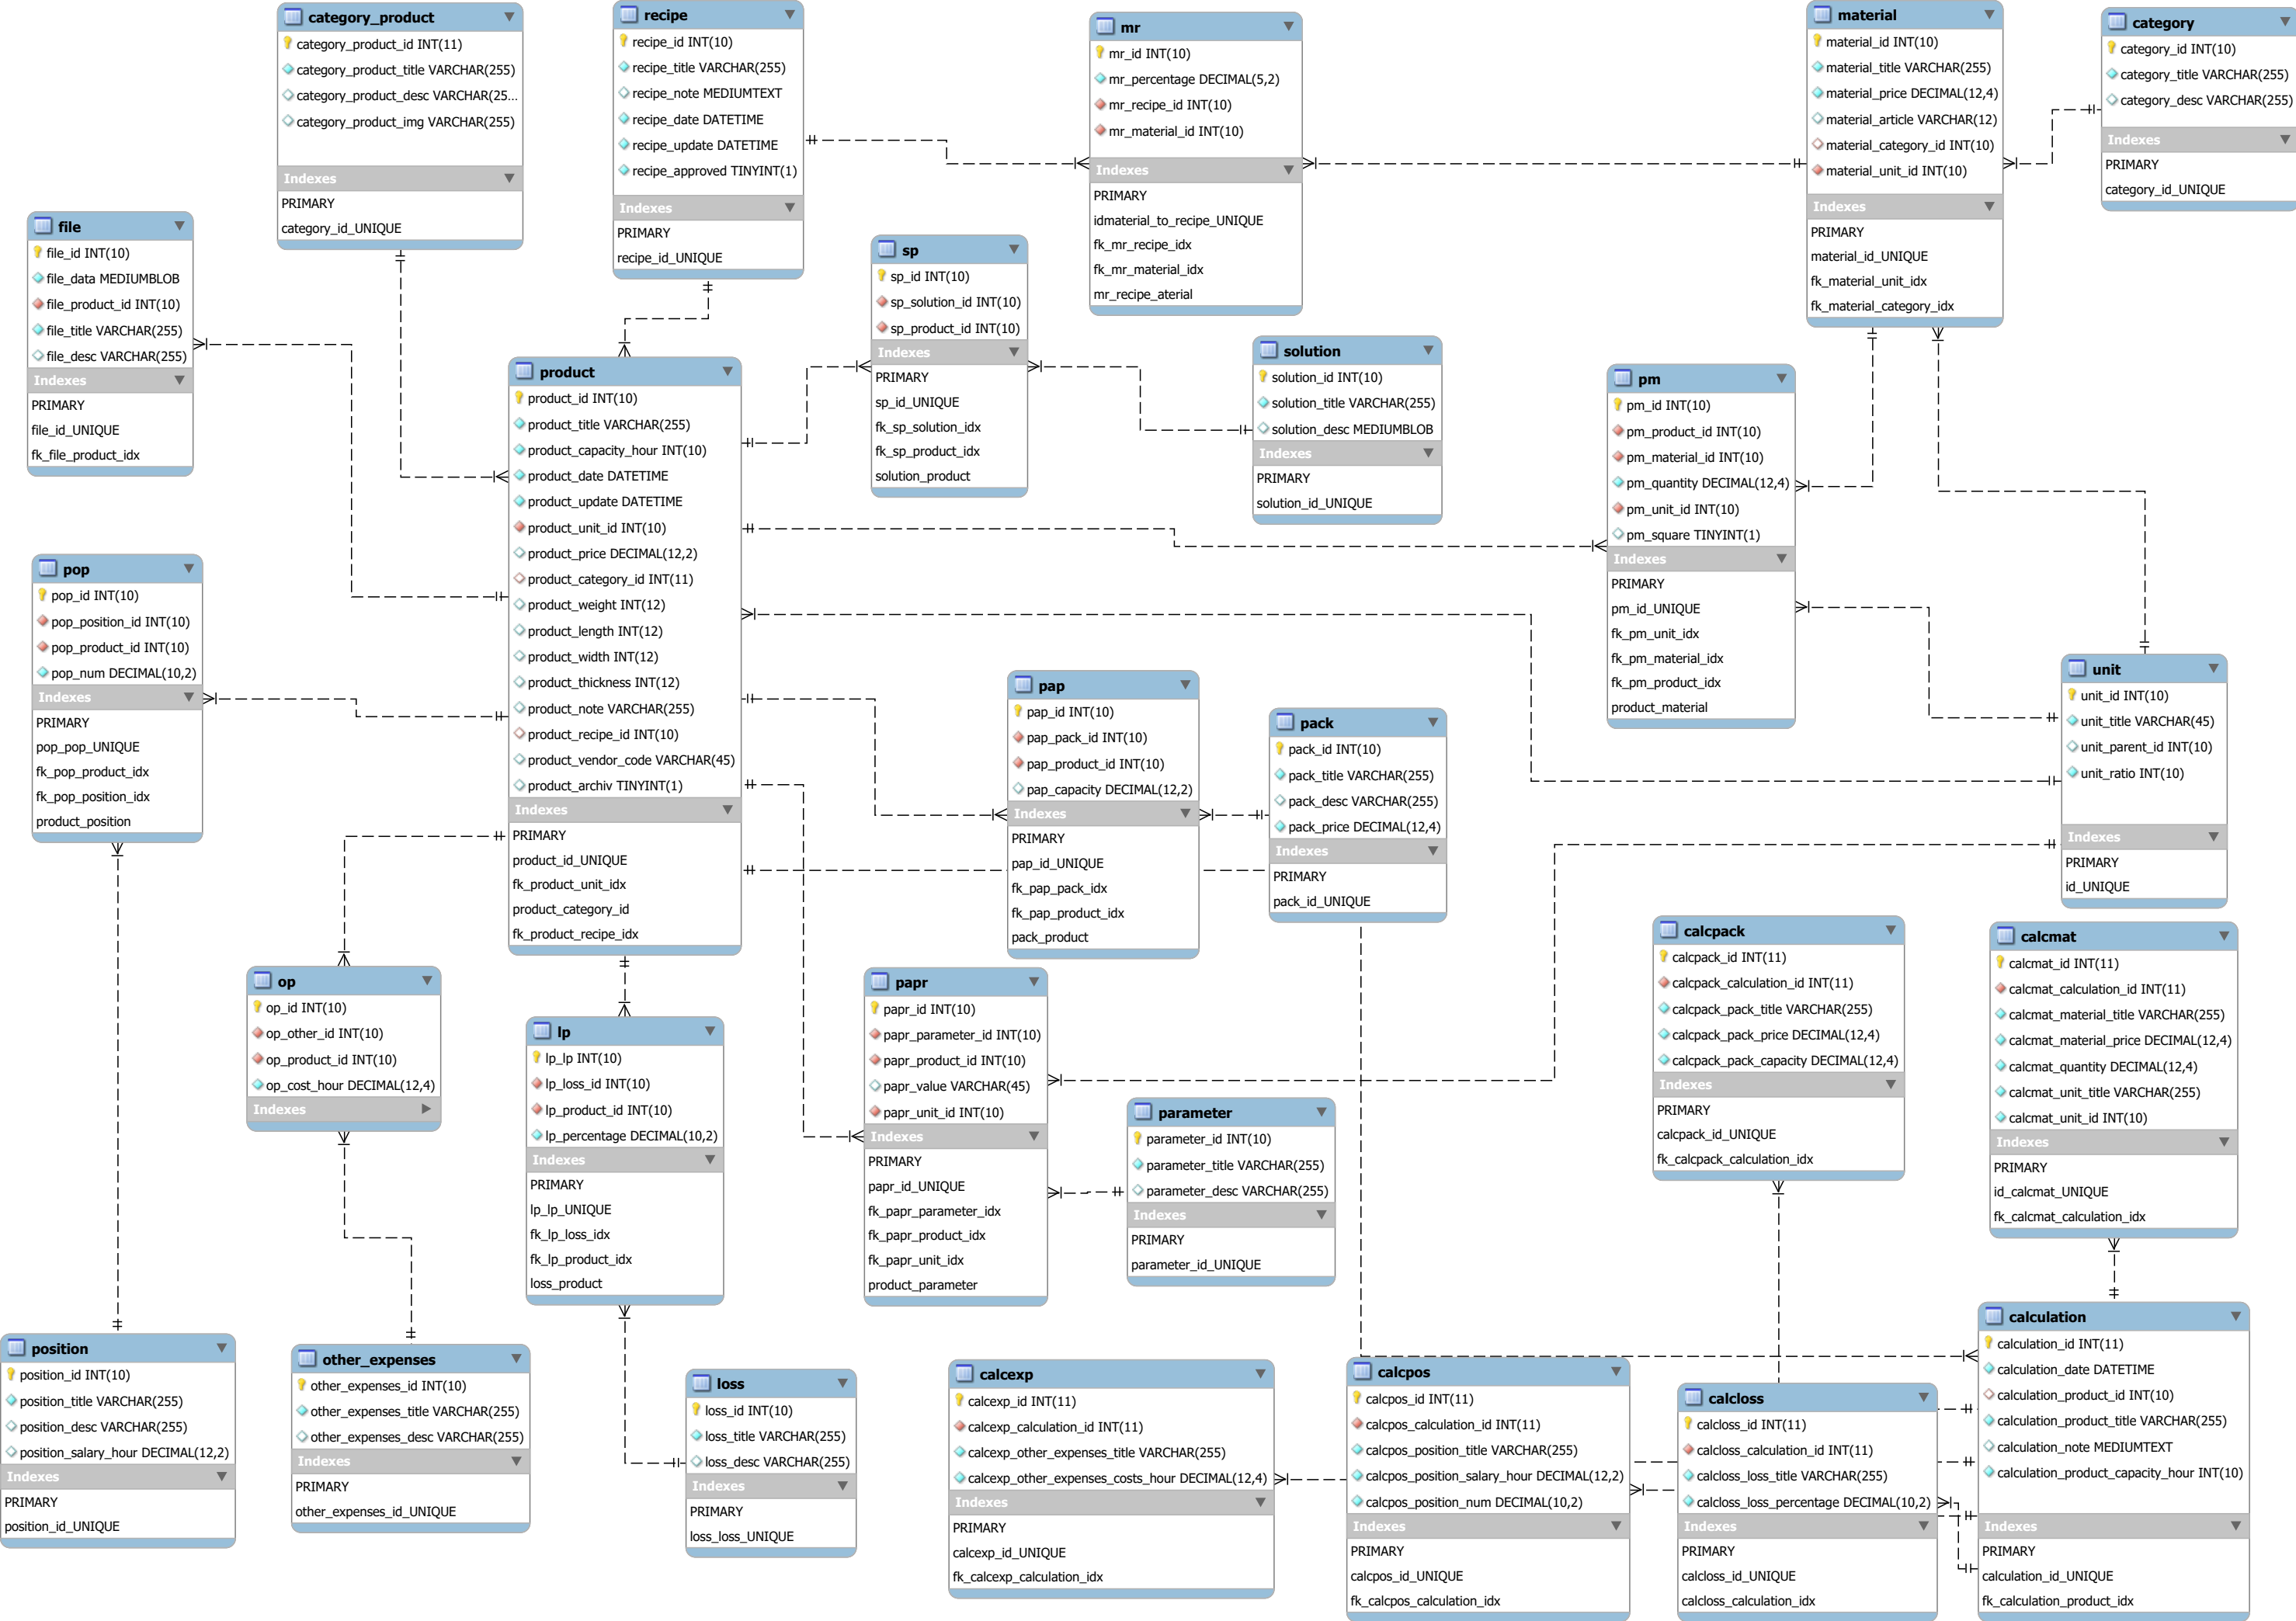 category_product
category_product_id INT(11)
category_product_title VARCHAR(255)
category_product_desc VARCHAR(25...
category_product_img VARCHAR(255)
Indexes
PRIMARY
category_id_UNIQUE
recipe
recipe_id INT(10)
recipe_title VARCHAR(255)
recipe_note MEDIUMTEXT
recipe_date DATETIME
recipe_update DATETIME
recipe_approved TINYINT(1)
Indexes
PRIMARY
recipe_id_UNIQUE
mr
mr_id INT(10)
mr_percentage DECIMAL(5,2)
mr_recipe_id INT(10)
mr_material_id INT(10)
Indexes
PRIMARY
idmaterial_to_recipe_UNIQUE
fk_mr_recipe_idx
fk_mr_material_idx
mr_recipe_aterial
material
material_id INT(10)
material_title VARCHAR(255)
material_price DECIMAL(12,4)
material_article VARCHAR(12)
material_category_id INT(10)
material_unit_id INT(10)
Indexes
PRIMARY
material_id_UNIQUE
fk_material_unit_idx
fk_material_category_idx
category
category_id INT(10)
category_title VARCHAR(255)
category_desc VARCHAR(255)
Indexes
PRIMARY
category_id_UNIQUE
file
file_id INT(10)
file_data MEDIUMBLOB
file_product_id INT(10)
file_title VARCHAR(255)
file_desc VARCHAR(255)
Indexes
PRIMARY
file_id_UNIQUE
fk_file_product_idx
sp
sp_id INT(10)
sp_solution_id INT(10)
sp_product_id INT(10)
Indexes
PRIMARY
sp_id_UNIQUE
fk_sp_solution_idx
fk_sp_product_idx
solution_product
solution
solution_id INT(10)
solution_title VARCHAR(255)
solution_desc MEDIUMBLOB
Indexes
PRIMARY
solution_id_UNIQUE
product
product_id INT(10)
product_title VARCHAR(255)
product_capacity_hour INT(10)
product_date DATETIME
product_update DATETIME
product_unit_id INT(10)
product_price DECIMAL(12,2)
product_category_id INT(11)
product_weight INT(12)
product_length INT(12)
product_width INT(12)
product_thickness INT(12)
product_note VARCHAR(255)
product_recipe_id INT(10)
product_vendor_code VARCHAR(45)
product_archiv TINYINT(1)
Indexes
PRIMARY
product_id_UNIQUE
fk_product_unit_idx
product_category_id
fk_product_recipe_idx
pm
pm_id INT(10)
pm_product_id INT(10)
pm_material_id INT(10)
pm_quantity DECIMAL(12,4)
pm_unit_id INT(10)
pm_square TINYINT(1)
Indexes
PRIMARY
pm_id_UNIQUE
fk_pm_unit_idx
fk_pm_material_idx
fk_pm_product_idx
product_material
pop
pop_id INT(10)
pop_position_id INT(10)
pop_product_id INT(10)
pop_num DECIMAL(10,2)
Indexes
PRIMARY
pop_pop_UNIQUE
fk_pop_product_idx
fk_pop_position_idx
product_position
pap
pap_id INT(10)
pap_pack_id INT(10)
pap_product_id INT(10)
pap_capacity DECIMAL(12,2)
Indexes
PRIMARY
pap_id_UNIQUE
fk_pap_pack_idx
fk_pap_product_idx
pack_product
pack
pack_id INT(10)
pack_title VARCHAR(255)
pack_desc VARCHAR(255)
pack_price DECIMAL(12,4)
Indexes
PRIMARY
pack_id_UNIQUE
unit
unit_id INT(10)
unit_title VARCHAR(45)
unit_parent_id INT(10)
unit_ratio INT(10)
Indexes
PRIMARY
id_UNIQUE
op
op_id INT(10)
op_other_id INT(10)
op_product_id INT(10)
op_cost_hour DECIMAL(12,4)
Indexes
lp
lp_lp INT(10)
lp_loss_id INT(10)
lp_product_id INT(10)
lp_percentage DECIMAL(10,2)
Indexes
PRIMARY
lp_lp_UNIQUE
fk_lp_loss_idx
fk_lp_product_idx
loss_product
papr
papr_id INT(10)
papr_parameter_id INT(10)
papr_product_id INT(10)
papr_value VARCHAR(45)
papr_unit_id INT(10)
Indexes
PRIMARY
papr_id_UNIQUE
fk_papr_parameter_idx
fk_papr_product_idx
fk_papr_unit_idx
product_parameter
parameter
parameter_id INT(10)
parameter_title VARCHAR(255)
parameter_desc VARCHAR(255)
Indexes
PRIMARY
parameter_id_UNIQUE
calcpack
calcpack_id INT(11)
calcpack_calculation_id INT(11)
calcpack_pack_title VARCHAR(255)
calcpack_pack_price DECIMAL(12,4)
calcpack_pack_capacity DECIMAL(12,4)
Indexes
PRIMARY
calcpack_id_UNIQUE
fk_calcpack_calculation_idx
calcmat
calcmat_id INT(11)
calcmat_calculation_id INT(11)
calcmat_material_title VARCHAR(255)
calcmat_material_price DECIMAL(12,4)
calcmat_quantity DECIMAL(12,4)
calcmat_unit_title VARCHAR(255)
calcmat_unit_id INT(10)
Indexes
PRIMARY
id_calcmat_UNIQUE
fk_calcmat_calculation_idx
position
position_id INT(10)
position_title VARCHAR(255)
position_desc VARCHAR(255)
position_salary_hour DECIMAL(12,2)
Indexes
PRIMARY
position_id_UNIQUE
other_expenses
other_expenses_id INT(10)
other_expenses_title VARCHAR(255)
other_expenses_desc VARCHAR(255)
Indexes
PRIMARY
other_expenses_id_UNIQUE
loss
loss_id INT(10)
loss_title VARCHAR(255)
loss_desc VARCHAR(255)
Indexes
PRIMARY
loss_loss_UNIQUE
calcexp
calcexp_id INT(11)
calcexp_calculation_id INT(11)
calcexp_other_expenses_title VARCHAR(255)
calcexp_other_expenses_costs_hour DECIMAL(12,4)
Indexes
PRIMARY
calcexp_id_UNIQUE
fk_calcexp_calculation_idx
calcpos
calcpos_id INT(11)
calcpos_calculation_id INT(11)
calcpos_position_title VARCHAR(255)
calcpos_position_salary_hour DECIMAL(12,2)
calcpos_position_num DECIMAL(10,2)
Indexes
PRIMARY
calcpos_id_UNIQUE
fk_calcpos_calculation_idx
calcloss
calcloss_id INT(11)
calcloss_calculation_id INT(11)
calcloss_loss_title VARCHAR(255)
calcloss_loss_percentage DECIMAL(10,2)
Indexes
PRIMARY
calcloss_id_UNIQUE
calcloss_calculation_idx
calculation
calculation_id INT(11)
calculation_date DATETIME
calculation_product_id INT(10)
calculation_product_title VARCHAR(255)
calculation_note MEDIUMTEXT
calculation_product_capacity_hour INT(10)
Indexes
PRIMARY
calculation_id_UNIQUE
fk_calculation_product_idx